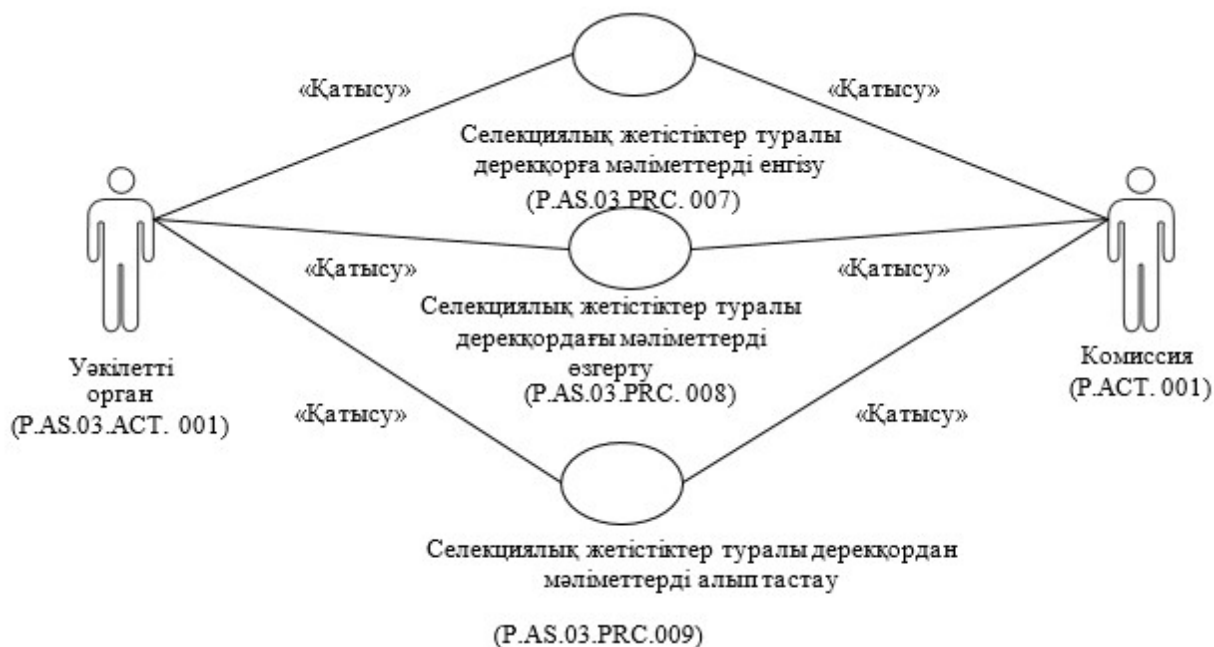 «Қатысу»
«Қатысу»
Селекциялық жетістіктер туралы
дерекқорға мәліметтерді енгізу
(P.AS.03.PRC. 007)
«Қатысу»
«Қатысу»
Селекциялық жетістіктер туралы
дерекқордағы мәліметтерді
өзгерту
(P.AS.03.PRC. 008)
Уәкілетті
орган
(P.AS.03.ACT. 001)
Комиссия
(P.ACT. 001)
«Қатысу»
«Қатысу»
Селекциялық жетістіктер туралы дерекқордан
мәліметтерді алып тастау
(P.AS.03.PRC.009)